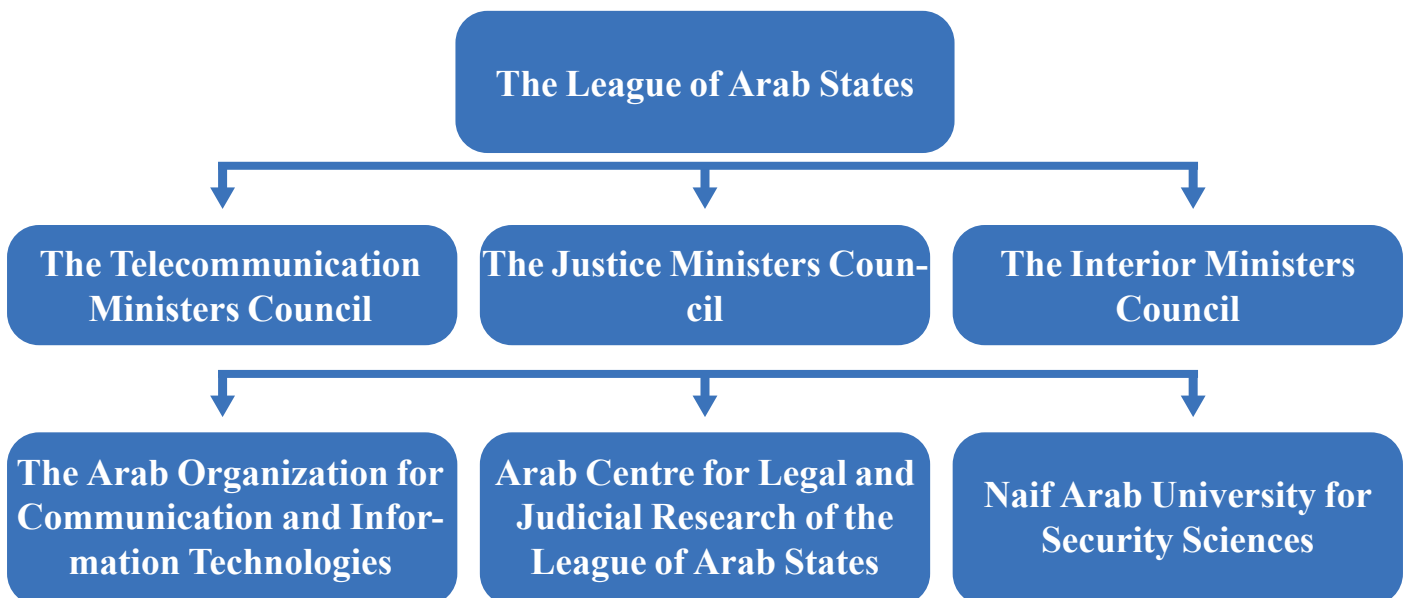 The League of Arab States
The Telecommunication
Ministers Council
The Justice Ministers Coun-
cil
The Interior Ministers
Council
The Arab Organization for
Communication and Infor-
mation Technologies
Arab Centre for Legal and
Judicial Research of the
League of Arab States
Naif Arab University for
Security Sciences